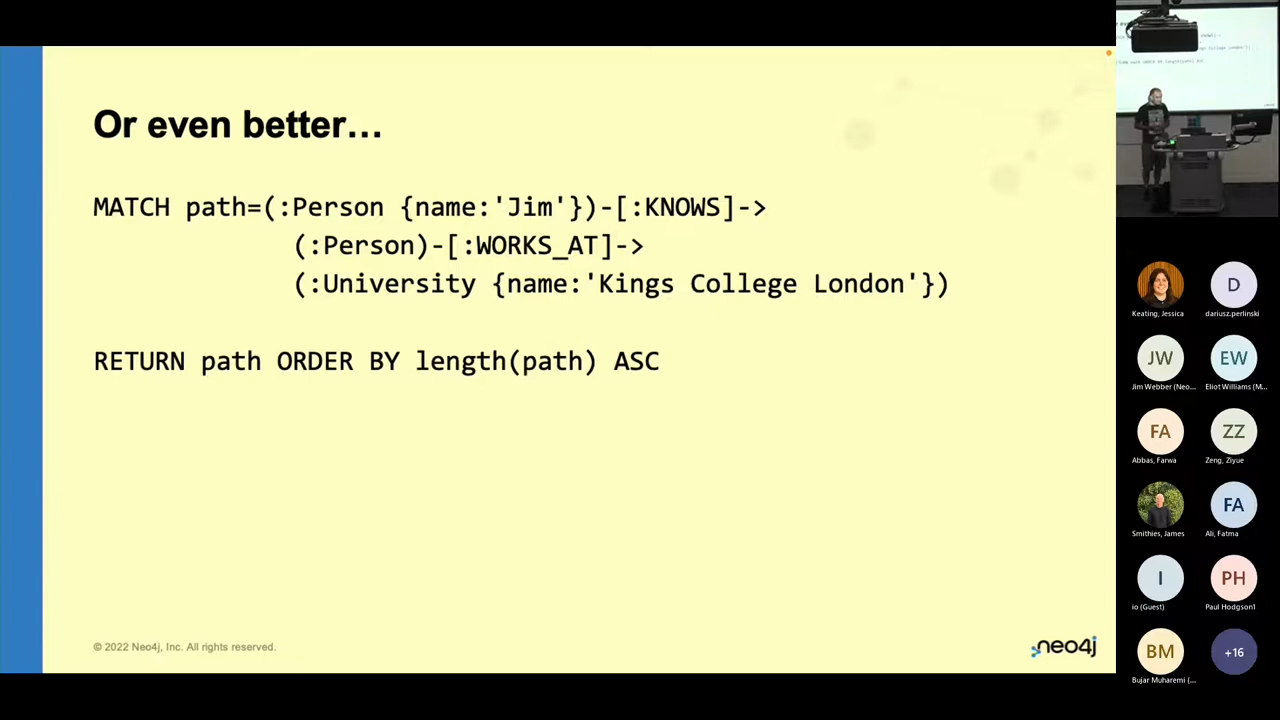 Or even better…
MATCH path=(:Person {name:'Jim'})-[:KNOWS]->
(:Person)-[:WORKS_AT]->
(:University {name:'Kings College London'})
RETURN path ORDER BY length(path) ASC
© 2022 Neo4j, Inc. All rights reserved.
neo4j
D
Keating, Jessica
dariusz.perlinski
JW
EW
Jim Webber (Neo...
Eliot Williams (M...
FA
ZZ
Abbas, Farwa
Zeng, Ziyue
FA
Smithies, James
Ali, Fatma
I
PH
io (Guest)
Paul Hodgson1
BM
+16
Bujar Muharemi (...